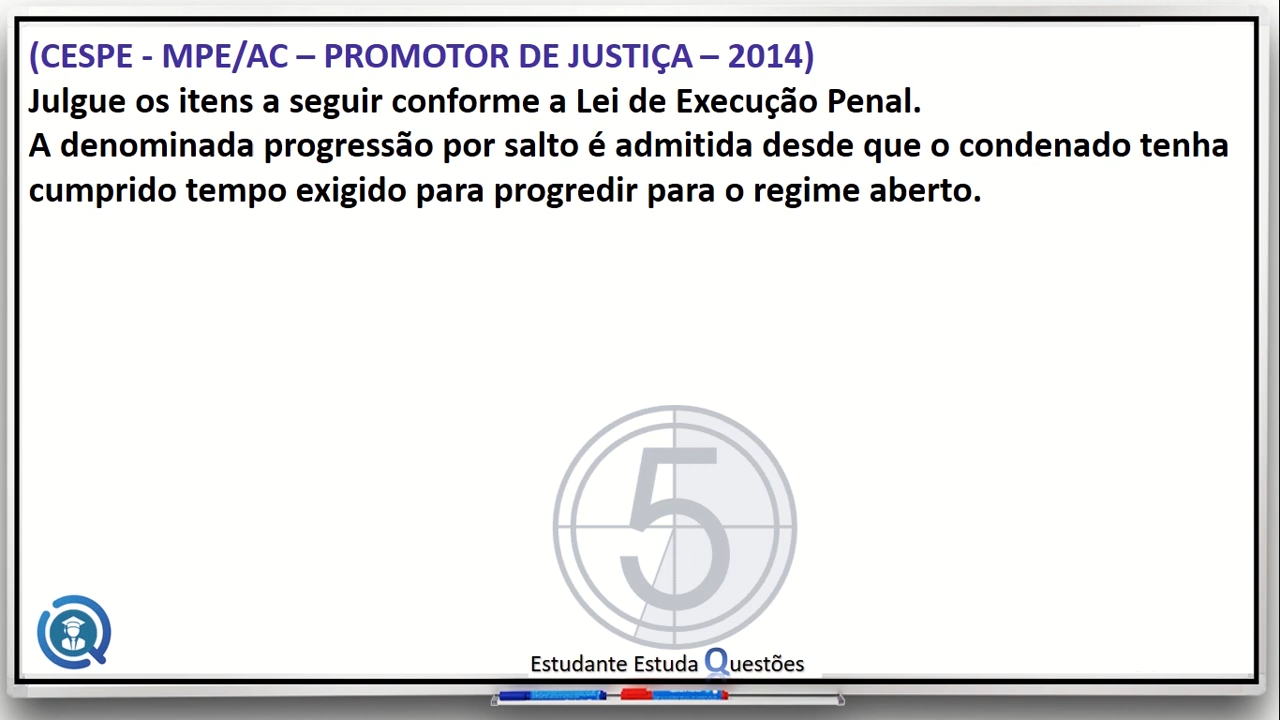 (CESPE - MPE/AC – PROMOTOR DE JUSTIÇA – 2014)
Julgue os itens a seguir conforme a Lei de Execução Penal.
A denominada progressão por salto é admitida desde que o condenado tenha
cumprido tempo exigido para progredir para o regime aberto.
5
Estudante Estuda Questões